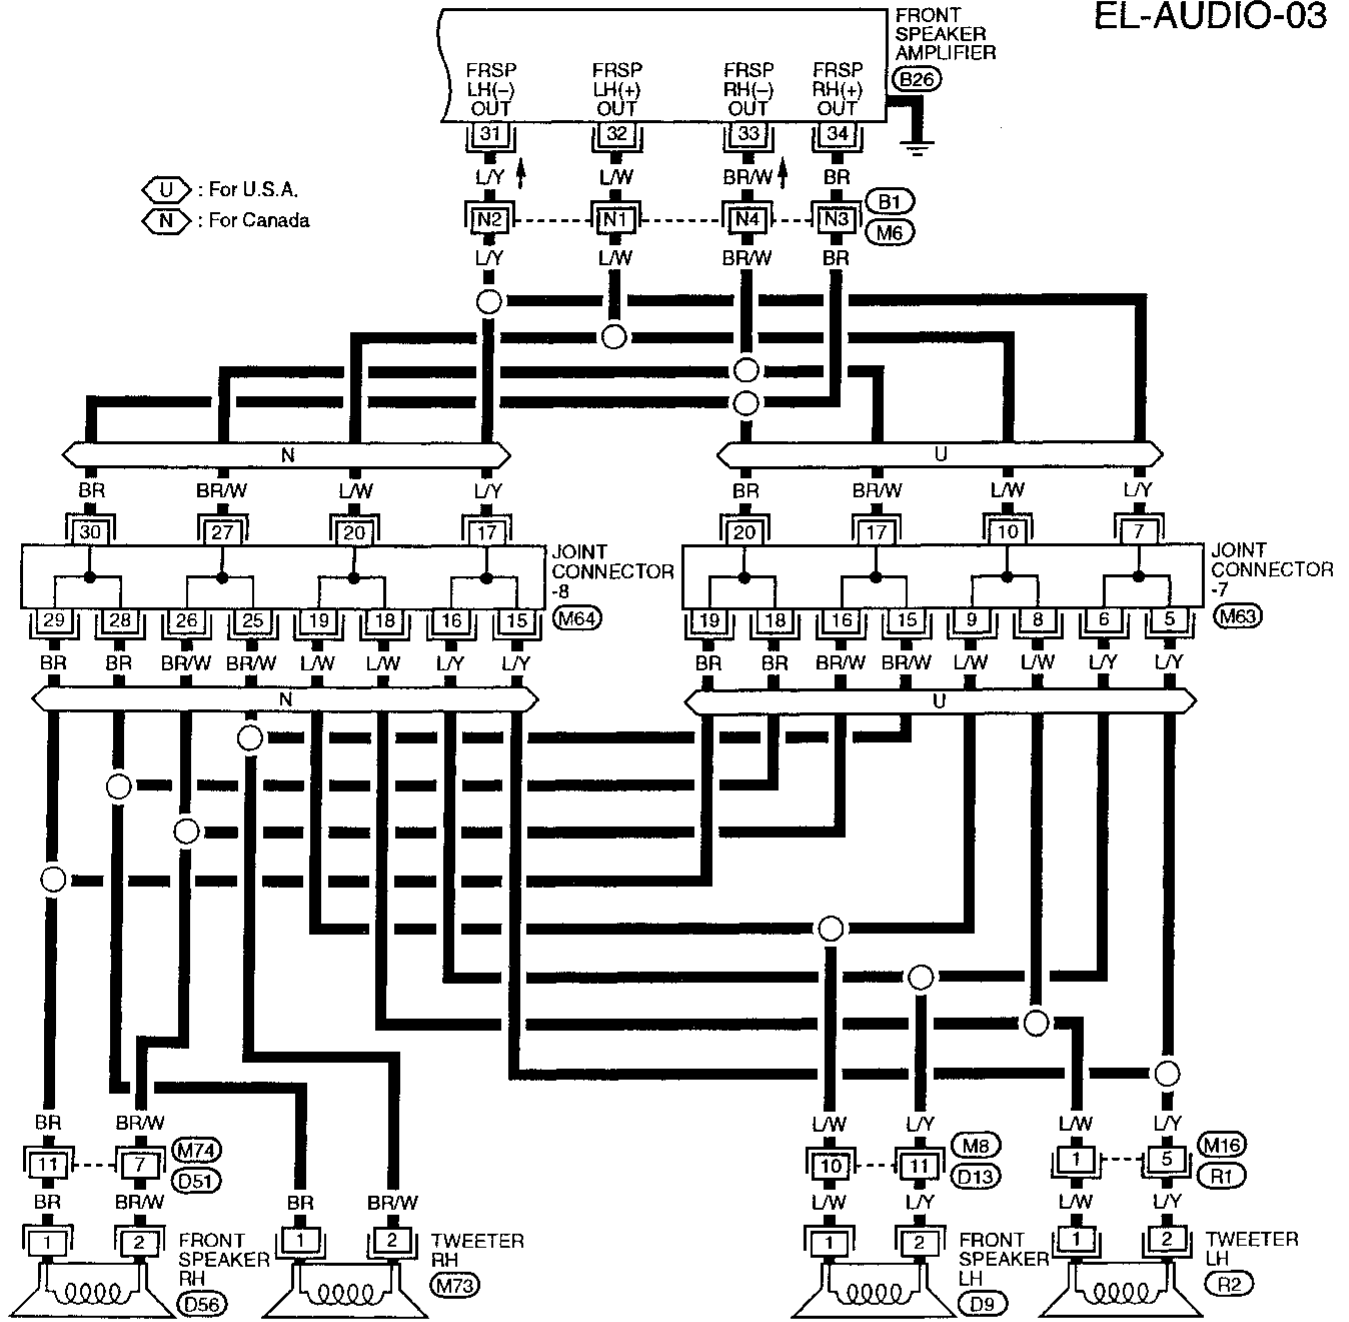 EL-AUDIO-03
FRONT
SPEAKER
AMPLIFIER
B26
FRSP FRSP FRSP FRSP
LH(–) LH(+) RH(–) RH(+)
OUT OUT OUT OUT
31 32 33 34
L/Y L/W BR/W BR
U : For U.S.A.
N : For Canada
N2 N1 N4 N3
B1
M6
L/Y L/W BR/W BR
N U
BR BR/W L/W L/Y BR BR/W L/W L/Y
30 27 20 17 20 17 10 7
JOINT
CONNECTOR
-8
M64
JOINT
CONNECTOR
-7
M63
29 28 26 25 19 18 16 15 19 18 16 15 9 8 6 5
BR BR BR/W BR/W L/W L/W L/Y L/Y BR BR BR/W BR/W L/W L/W L/Y L/Y
N U
BR BR/W L/W L/Y L/W L/Y
11 7 10 11 1 5
M74
D51
M8
D13
M16
R1
BR BR/W BR BR/W L/W L/Y L/W L/Y
1 2 1 2 1 2 1 2
FRONT
SPEAKER
RH
D56
TWEETER
RH
M73
FRONT
SPEAKER
LH
D9
TWEETER
LH
R2